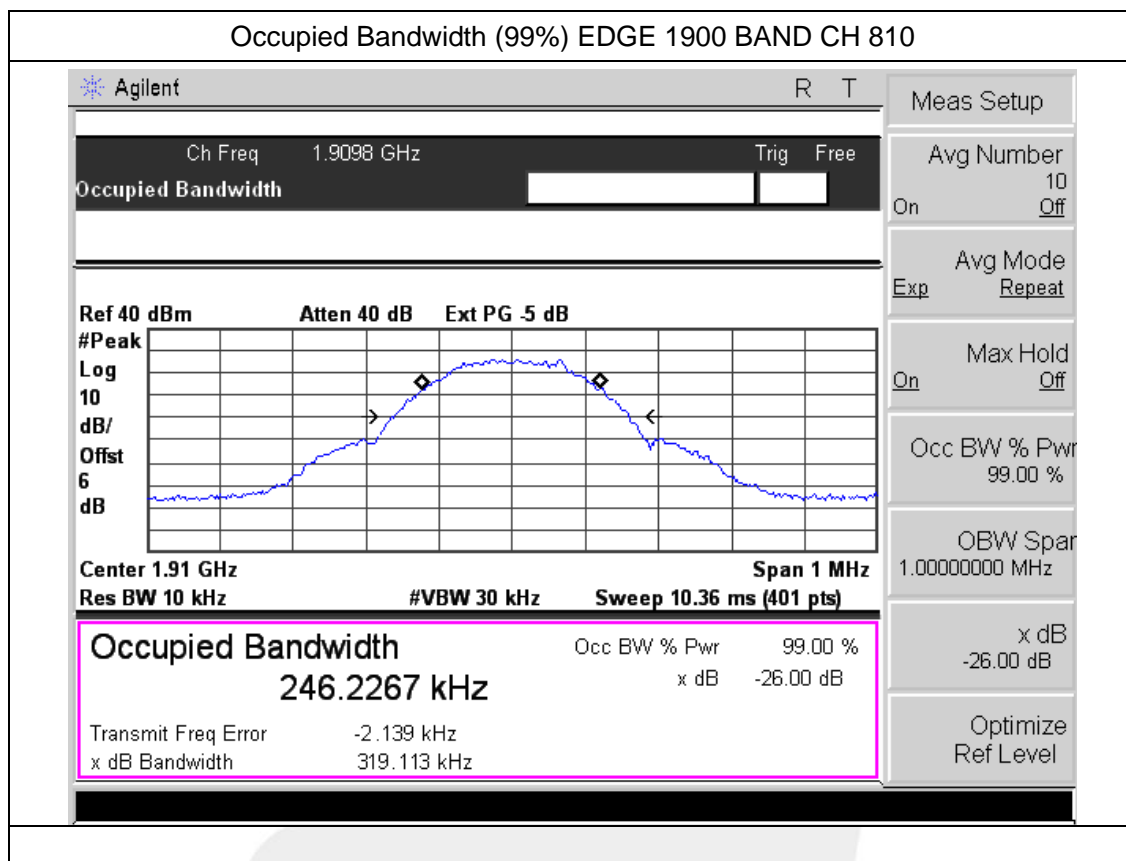 Occupied Bandwidth (99%) EDGE 1900 BAND CH 810
Agilent R T
Ch Freq 1.9098 GHz Trig Free
Occupied Bandwidth
Ref 40 dBm Atten 40 dB Ext PG -5 dB
#Peak
Log
10
dB/
Offst
6
dB
Center 1.91 GHz Span 1 MHz
Res BW 10 kHz #VBW 30 kHz Sweep 10.36 ms (401 pts)
Occupied Bandwidth Occ BW % Pwr 99.00 %
246.2267 kHz x dB -26.00 dB
Transmit Freq Error -2.139 kHz
x dB Bandwidth 319.113 kHz
Meas Setup
Avg Number
10
On Off
Avg Mode
Exp Repeat
Max Hold
On Off
Occ BW % Pwr
99.00 %
OBW Span
1.00000000 MHz
x dB
-26.00 dB
Optimize
Ref Level